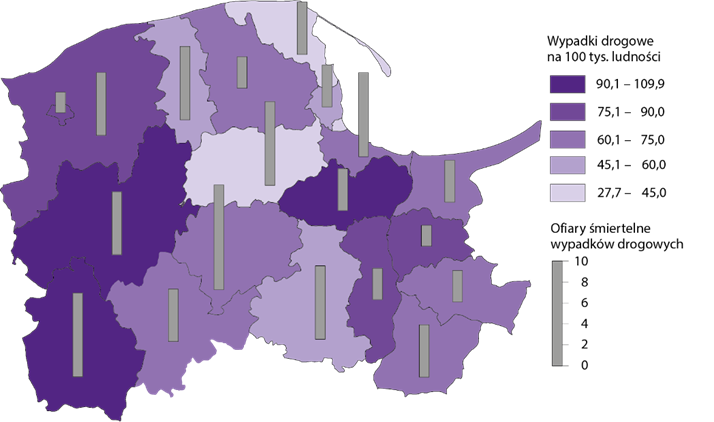 Wypadki drogowe
na 100 tys. ludności
90,1 – 109,9
75,1 – 90,0
60,1 – 75,0
45,1 – 60,0
27,7 – 45,0
Ofiary śmiertelne
wypadków drogowych
10
8
6
4
2
0